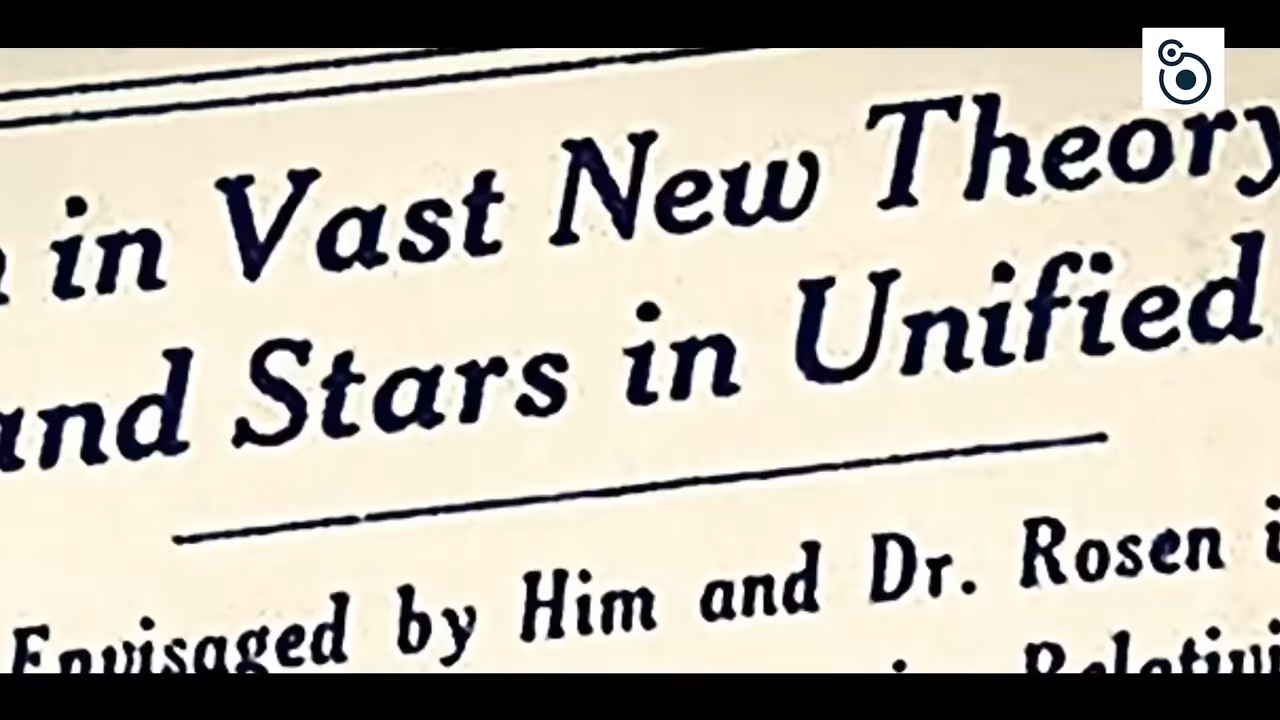 in Vast New Theory
and Stars in Unified
Envisaged by Him and Dr. Rosen